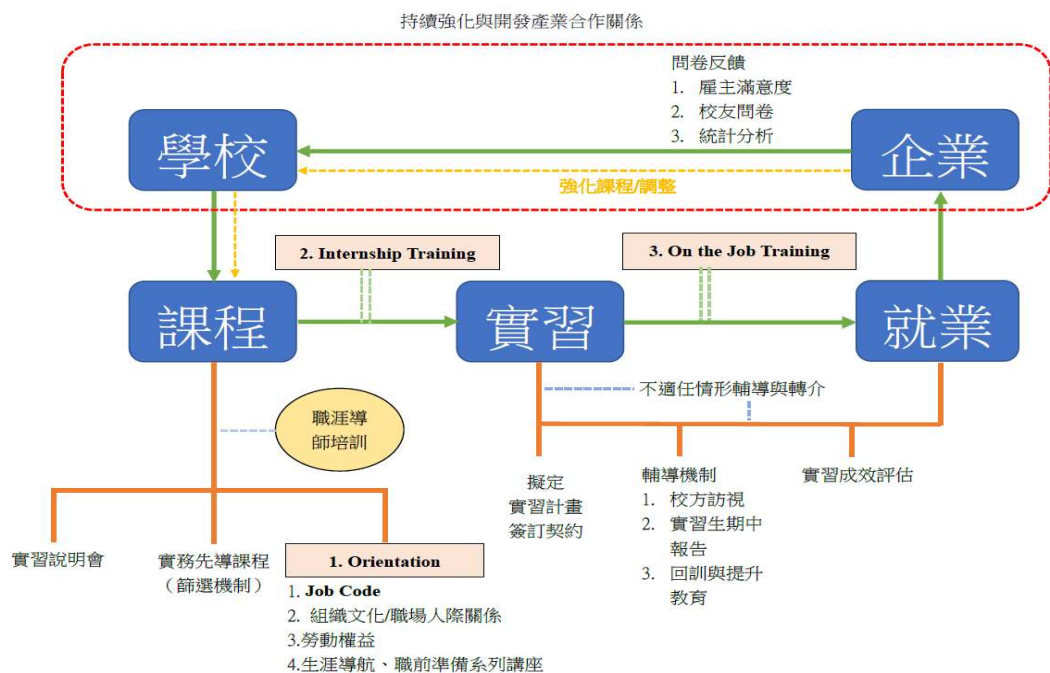 持續強化與開發產業合作關係
問卷反饋
1. 雇主滿意度
2. 校友問卷
3. 統計分析
學校
企業
強化課程/調整
2. Internship Training
3. On the Job Training
課程
實習
就業
不適任情形輔導與轉介
職涯導
師培訓
擬定
實習計畫
簽訂契約
輔導機制
1. 校方訪視
2. 實習生期中
報告
3. 回訓與提升
教育
實習成效評估
實習說明會
實務先導課程
（篩選機制）
1. Orientation
1. Job Code
2. 組織文化/職場人際關係
3.勞動權益
4.生涯導航、職前準備系列講座